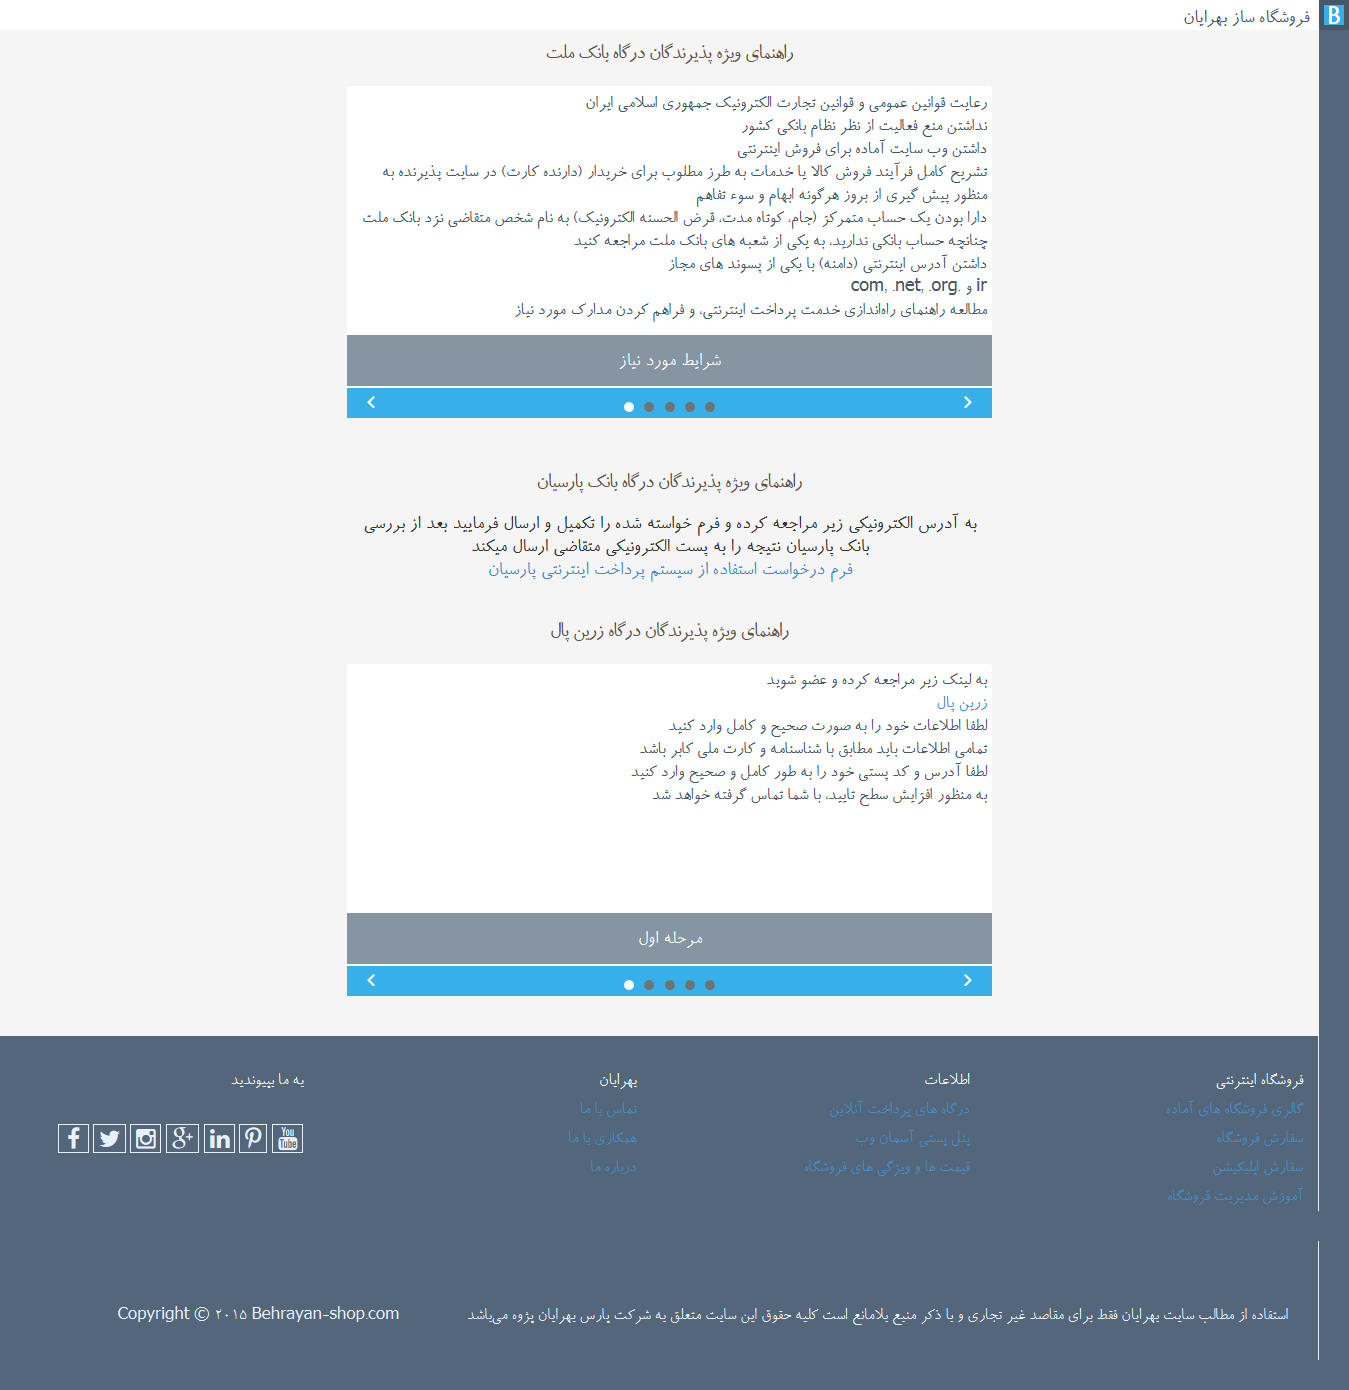 فروشگاه ساز بهرایان
B
راهنمای ویژه پذیرندگان درگاه بانک ملت
رعایت قوانین عمومی و قوانین تجارت الکترونیک جمهوری اسلامی ایران
نداشتن منع فعالیت از نظر نظام بانکی کشور
داشتن وب سایت آماده برای فروش اینترنتی
تشریح کامل فرآیند فروش کالا یا خدمات به طرز مطلوب برای خریدار (دارنده کارت) در سایت پذیرنده به
منظور پیش گیری از بروز هرگونه ابهام و سوء تفاهم
دارا بودن یک حساب متمرکز (جام، کوتاه مدت، قرض الحسنه الکترونیک) به نام شخص متقاضی نزد بانک ملت
چنانچه حساب بانکی ندارید، به یکی از شعبه های بانک ملت مراجعه کنید
داشتن آدرس اینترنتی (دامنه) با یکی از پسوند های مجاز
com, .net, .org. و ir
مطالعه راهنمای راه‌اندازی خدمت پرداخت اینترنتی، و فراهم کردن مدارک مورد نیاز
شرایط مورد نیاز
راهنمای ویژه پذیرندگان درگاه بانک پارسیان
به آدرس الکترونیکی زیر مراجعه کرده و فرم خواسته شده را تکمیل و ارسال فرمایید بعد از بررسی
بانک پارسیان نتیجه را به پست الکترونیکی متقاضی ارسال میکند
فرم درخواست استفاده از سیستم پرداخت اینترنتی پارسیان
راهنمای ویژه پذیرندگان درگاه زرین پال
به لینک زیر مراجعه کرده و عضو شوید
زرین پال
لطفا اطلاعات خود را به صورت صحیح و کامل وارد کنید
تمامی اطلاعات باید مطابق با شناسنامه و کارت ملی کابر باشد
لطفا آدرس و کد پستی خود را به طور کامل و صحیح وارد کنید
به منظور افزایش سطح تایید، با شما تماس گرفته خواهد شد
مرحله اول
فروشگاه اینترنتی
گالری فروشگاه های آماده
سفارش فروشگاه
سفارش اپلیکیشن
آموزش مدیریت فروشگاه
اطلاعات
درگاه های پرداخت آنلاین
پنل پستی آسمان وب
قیمت ها و ویژگی های فروشگاه
بهرایان
تماس با ما
همکاری با ما
درباره ما
به ما بپیوندید
You Tube
استفاده از مطالب سایت بهرایان فقط برای مقاصد غیر تجاری و با ذکر منبع بلامانع است کلیه حقوق این سایت متعلق به شرکت پارس بهرایان پژوه می‌باشد
Copyright © ۲۰۱۵ Behrayan-shop.com